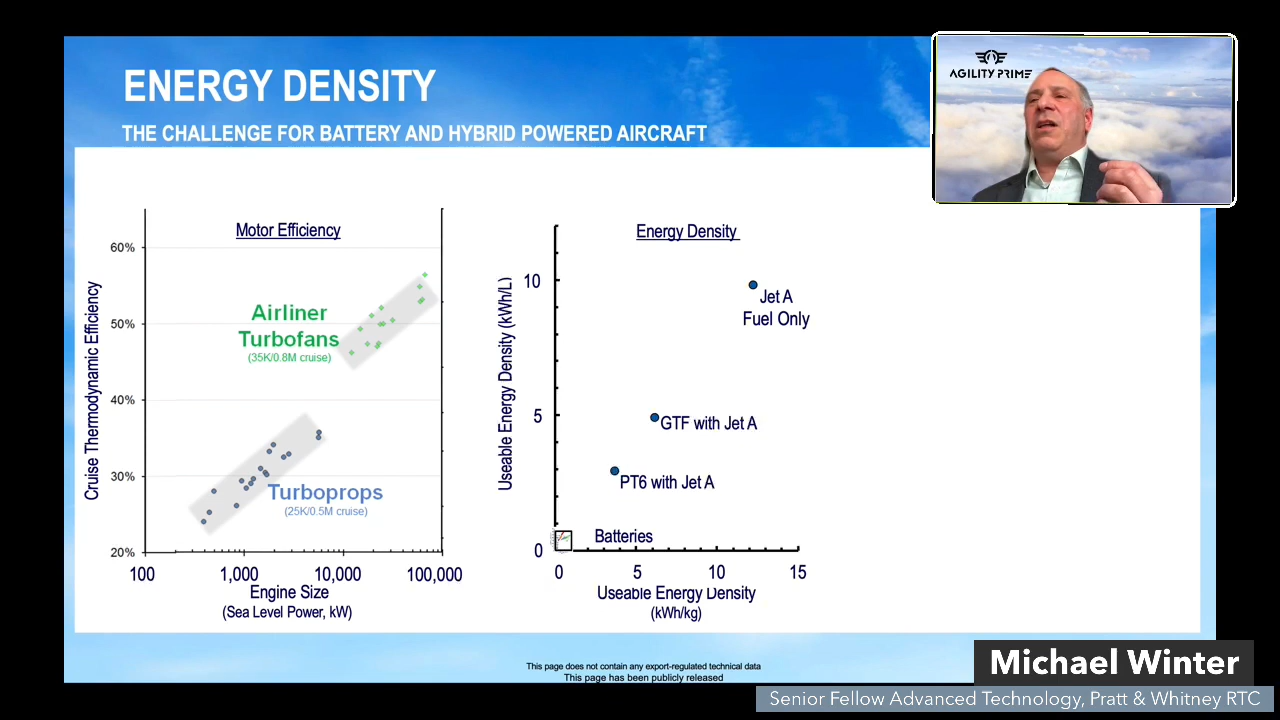 ENERGY DENSITY
THE CHALLENGE FOR BATTERY AND HYBRID POWERED AIRCRAFT
AGILITY PRIME
Motor Efficiency
60%
50%
40%
30%
20%
Cruise Thermodynamic Efficiency
Airliner
Turbofans
(35K/0.8M cruise)
Turboprops
(25K/0.5M cruise)
100
1,000
10,000
100,000
Engine Size
(Sea Level Power, kW)
Energy Density
Useable Energy Density (kWh/L)
10
5
0
Jet A
Fuel Only
GTF with Jet A
PT6 with Jet A
Batteries
0
5
10
15
Useable Energy Density
(kWh/kg)
This page does not contain any export-regulated technical data
This page has been publicly released
Michael Winter
Senior Fellow Advanced Technology, Pratt & Whitney RTC